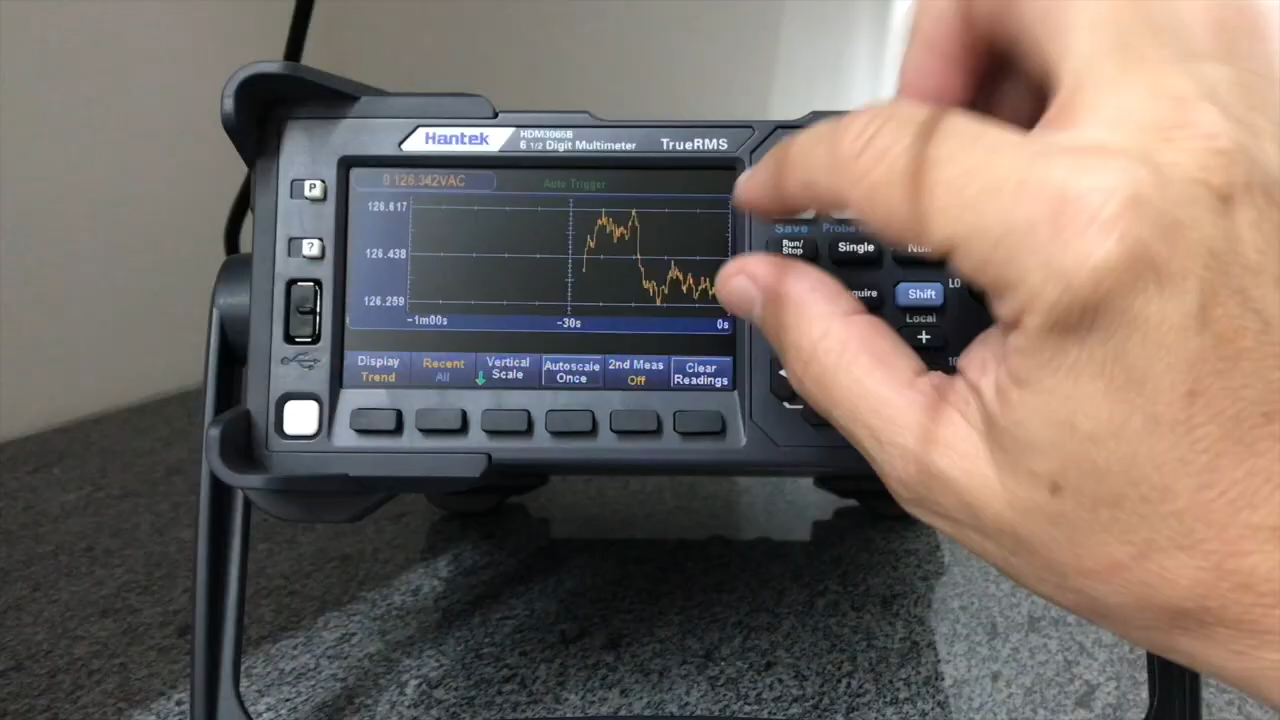 Hantek
HDM3065B
6 1/2 Digit Multimeter
TrueRMS
P
?
0 126.342VAC
Auto Trigger
126.617
126.438
126.259
-1m00s
-30s
0s
Display
Trend
Recent
All
Vertical
Scale
Autoscale
Once
2nd Meas
Off
Clear
Readings
Save
Run/
Stop
Single
Shift
LO
Local
+